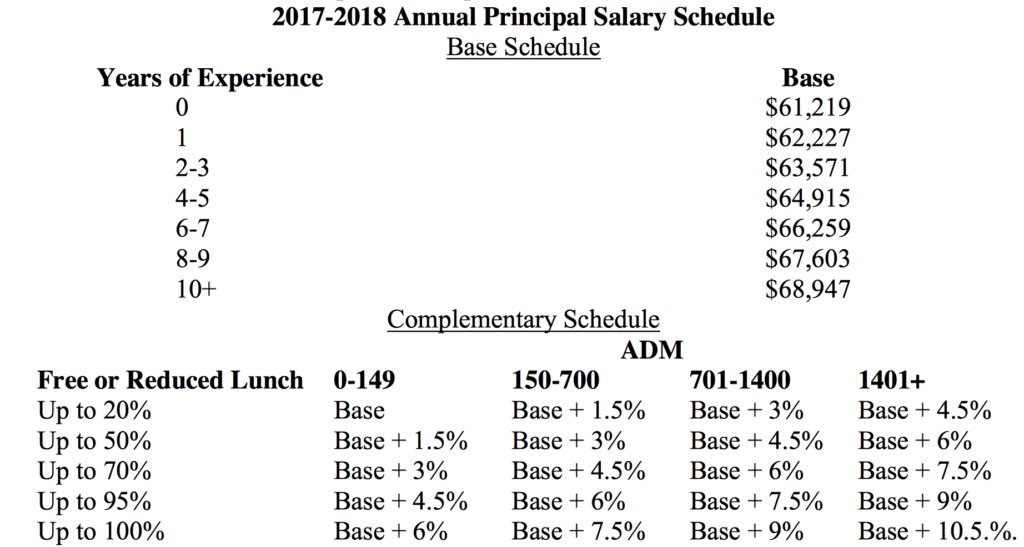 2017-2018 Annual Principal Salary Schedule
Base Schedule
Years of Experience Base
0 $61,219
1 $62,227
2-3 $63,571
4-5 $64,915
6-7 $66,259
8-9 $67,603
10+ $68,947
Complementary Schedule
ADM
Free or Reduced Lunch 0-149 150-700 701-1400 1401+
Up to 20% Base Base + 1.5% Base + 3% Base + 4.5%
Up to 50% Base + 1.5% Base + 3% Base + 4.5% Base + 6%
Up to 70% Base + 3% Base + 4.5% Base + 6% Base + 7.5%
Up to 95% Base + 4.5% Base + 6% Base + 7.5% Base + 9%
Up to 100% Base + 6% Base + 7.5% Base + 9% Base + 10.5.%.